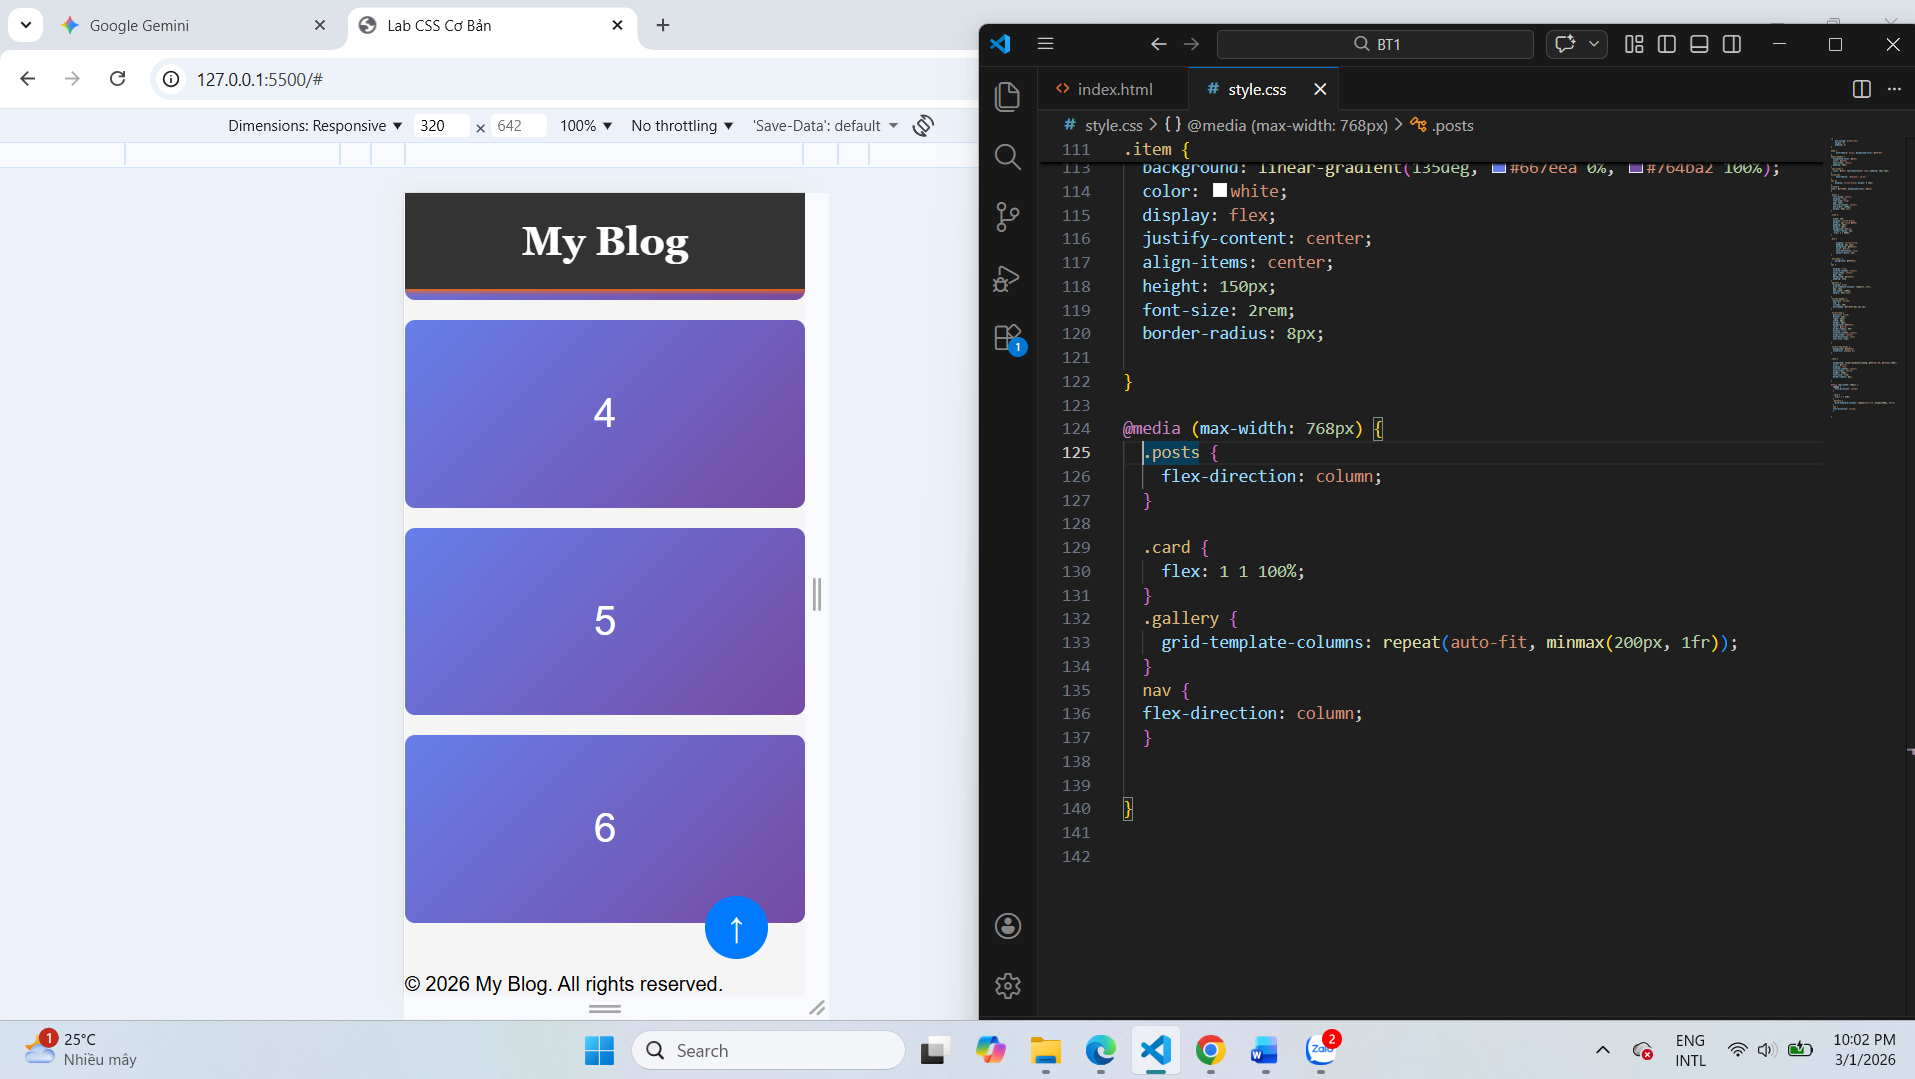 Google Gemini
Lab CSS Cơ Bản
127.0.0.1:5500/#
Dimensions: Responsive 320 × 642 100% No throttling 'Save-Data': default
My Blog
4
5
6
↑
© 2026 My Blog. All rights reserved.
BT1
index.html
# style.css
# style.css > {} @media (max-width: 768px) > .posts
111 .item {
113 background: linear-gradient(135deg, #667eea 0%, #764ba2 100%);
114 color: white;
115 display: flex;
116 justify-content: center;
117 align-items: center;
118 height: 150px;
119 font-size: 2rem;
120 border-radius: 8px;
121
122 }
123
124 @media (max-width: 768px) {
125 .posts {
126 flex-direction: column;
127 }
128
129 .card {
130 flex: 1 1 100%;
131 }
132 .gallery {
133 grid-template-columns: repeat(auto-fit, minmax(200px, 1fr));
134 }
135 nav {
136 flex-direction: column;
137 }
138
139
140 }
141
142
1
1
25°C
Nhiều mây
Search
Zalo
2
ENG
INTL
10:02 PM
3/1/2026